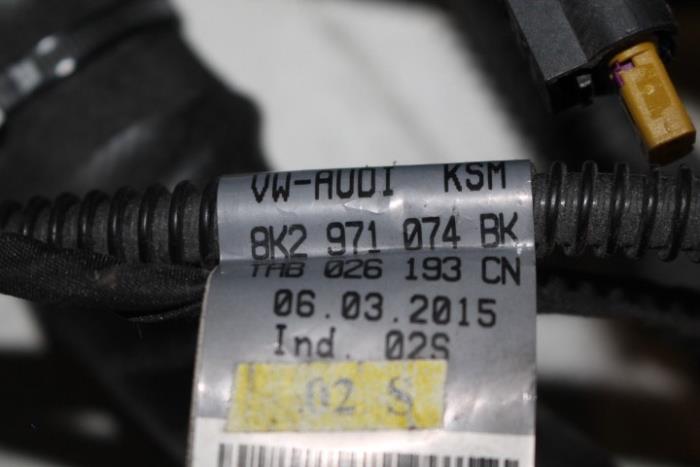 VW-AUDI KSM
8K2 971 074 BK
TAB 026 193 CN
06.03.2015
Ind. 02S
02 S